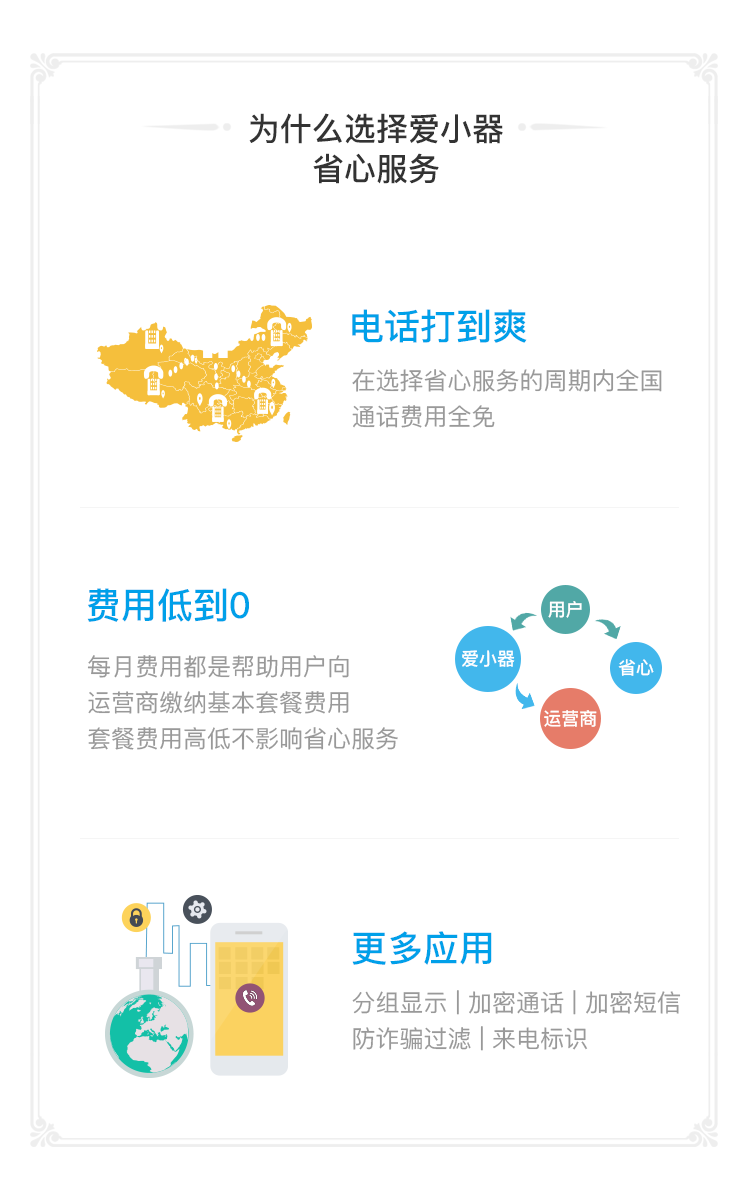 为什么选择爱小器
省心服务
电话打到爽
在选择省心服务的周期内全国
通话费用全免
费用低到0
每月费用都是帮助用户向
运营商缴纳基本套餐费用
套餐费用高低不影响省心服务
用户
爱小器
省心
运营商
更多应用
分组显示 | 加密通话 | 加密短信
防诈骗过滤 | 来电标识